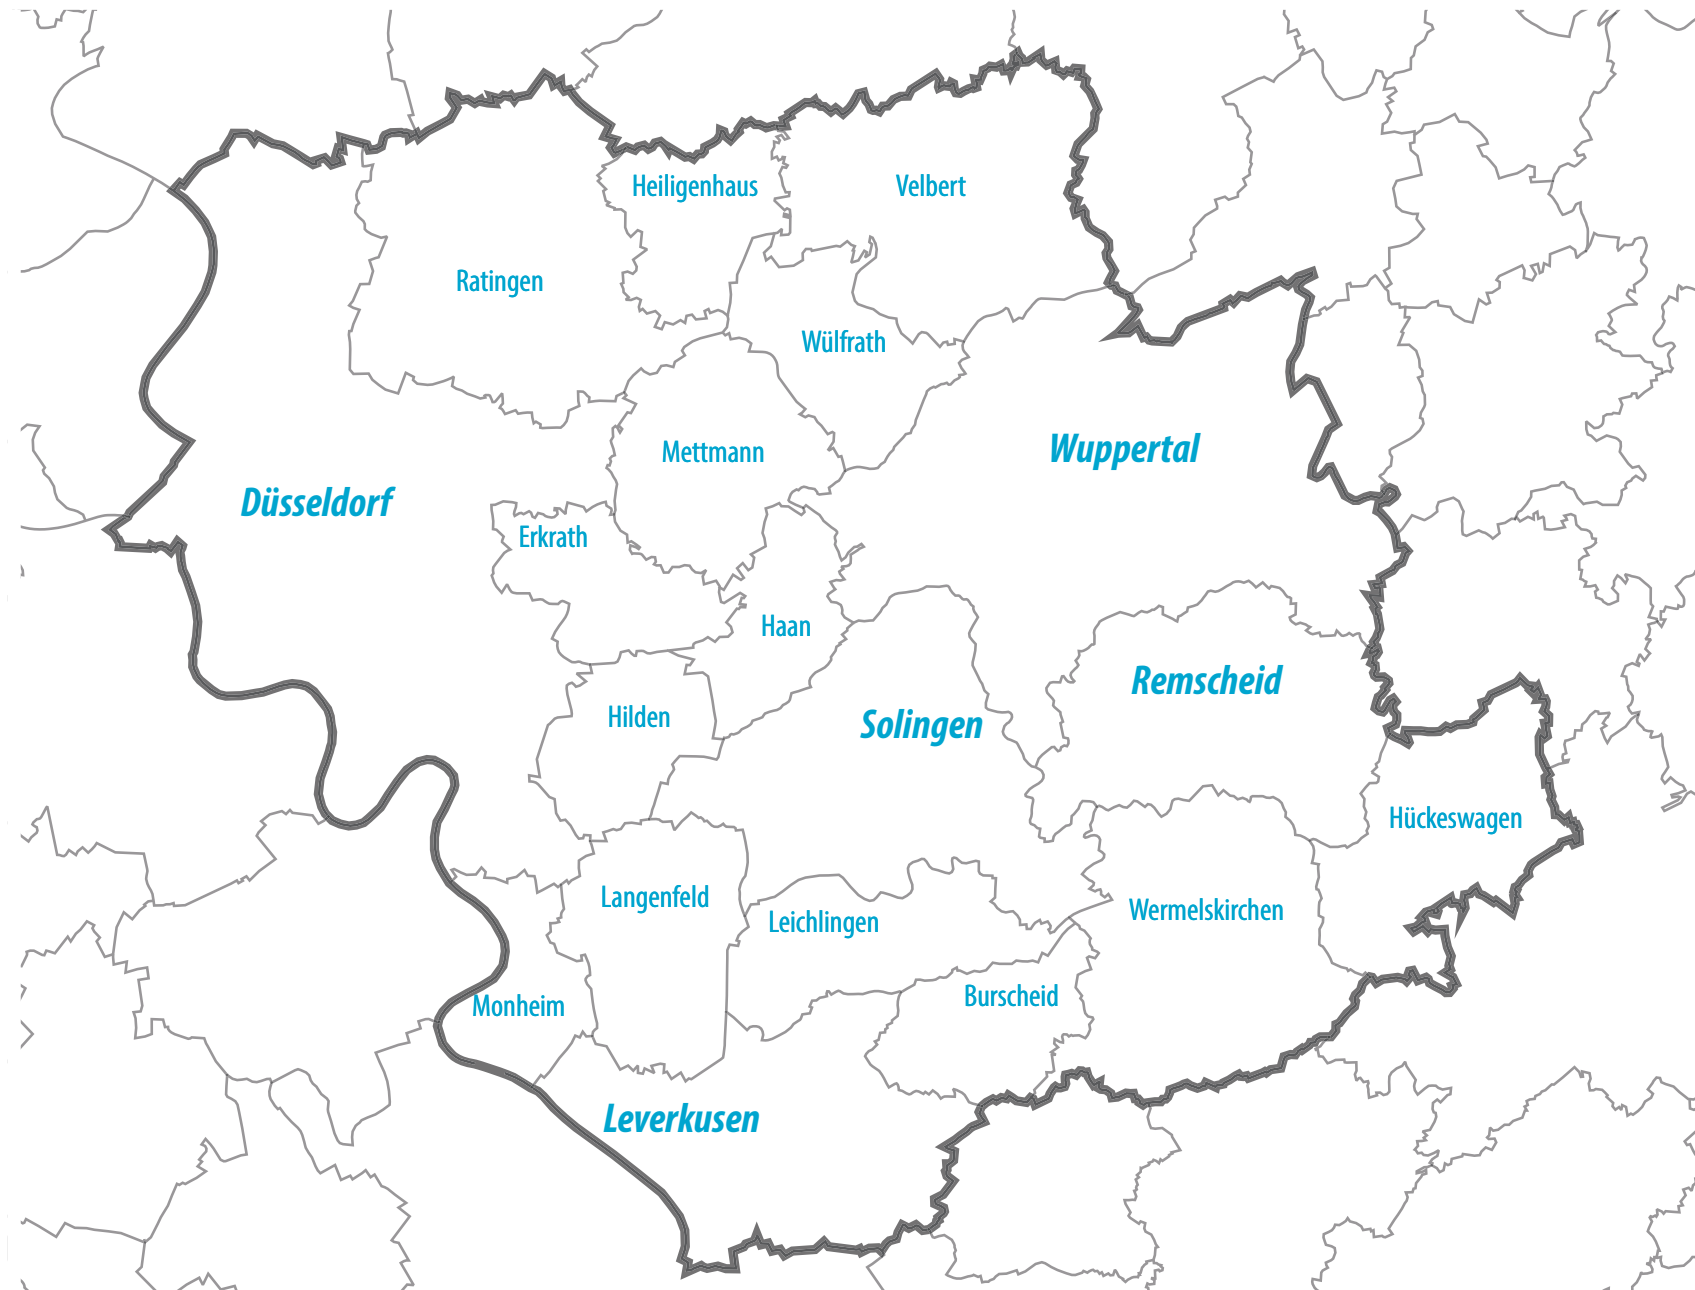 Heiligenhaus
Velbert
Ratingen
Wülfrath
Wuppertal
Mettmann
Düsseldorf
Erkrath
Haan
Remscheid
Hilden
Solingen
Hückeswagen
Langenfeld
Leichlingen
Wermelskirchen
Monheim
Burscheid
Leverkusen